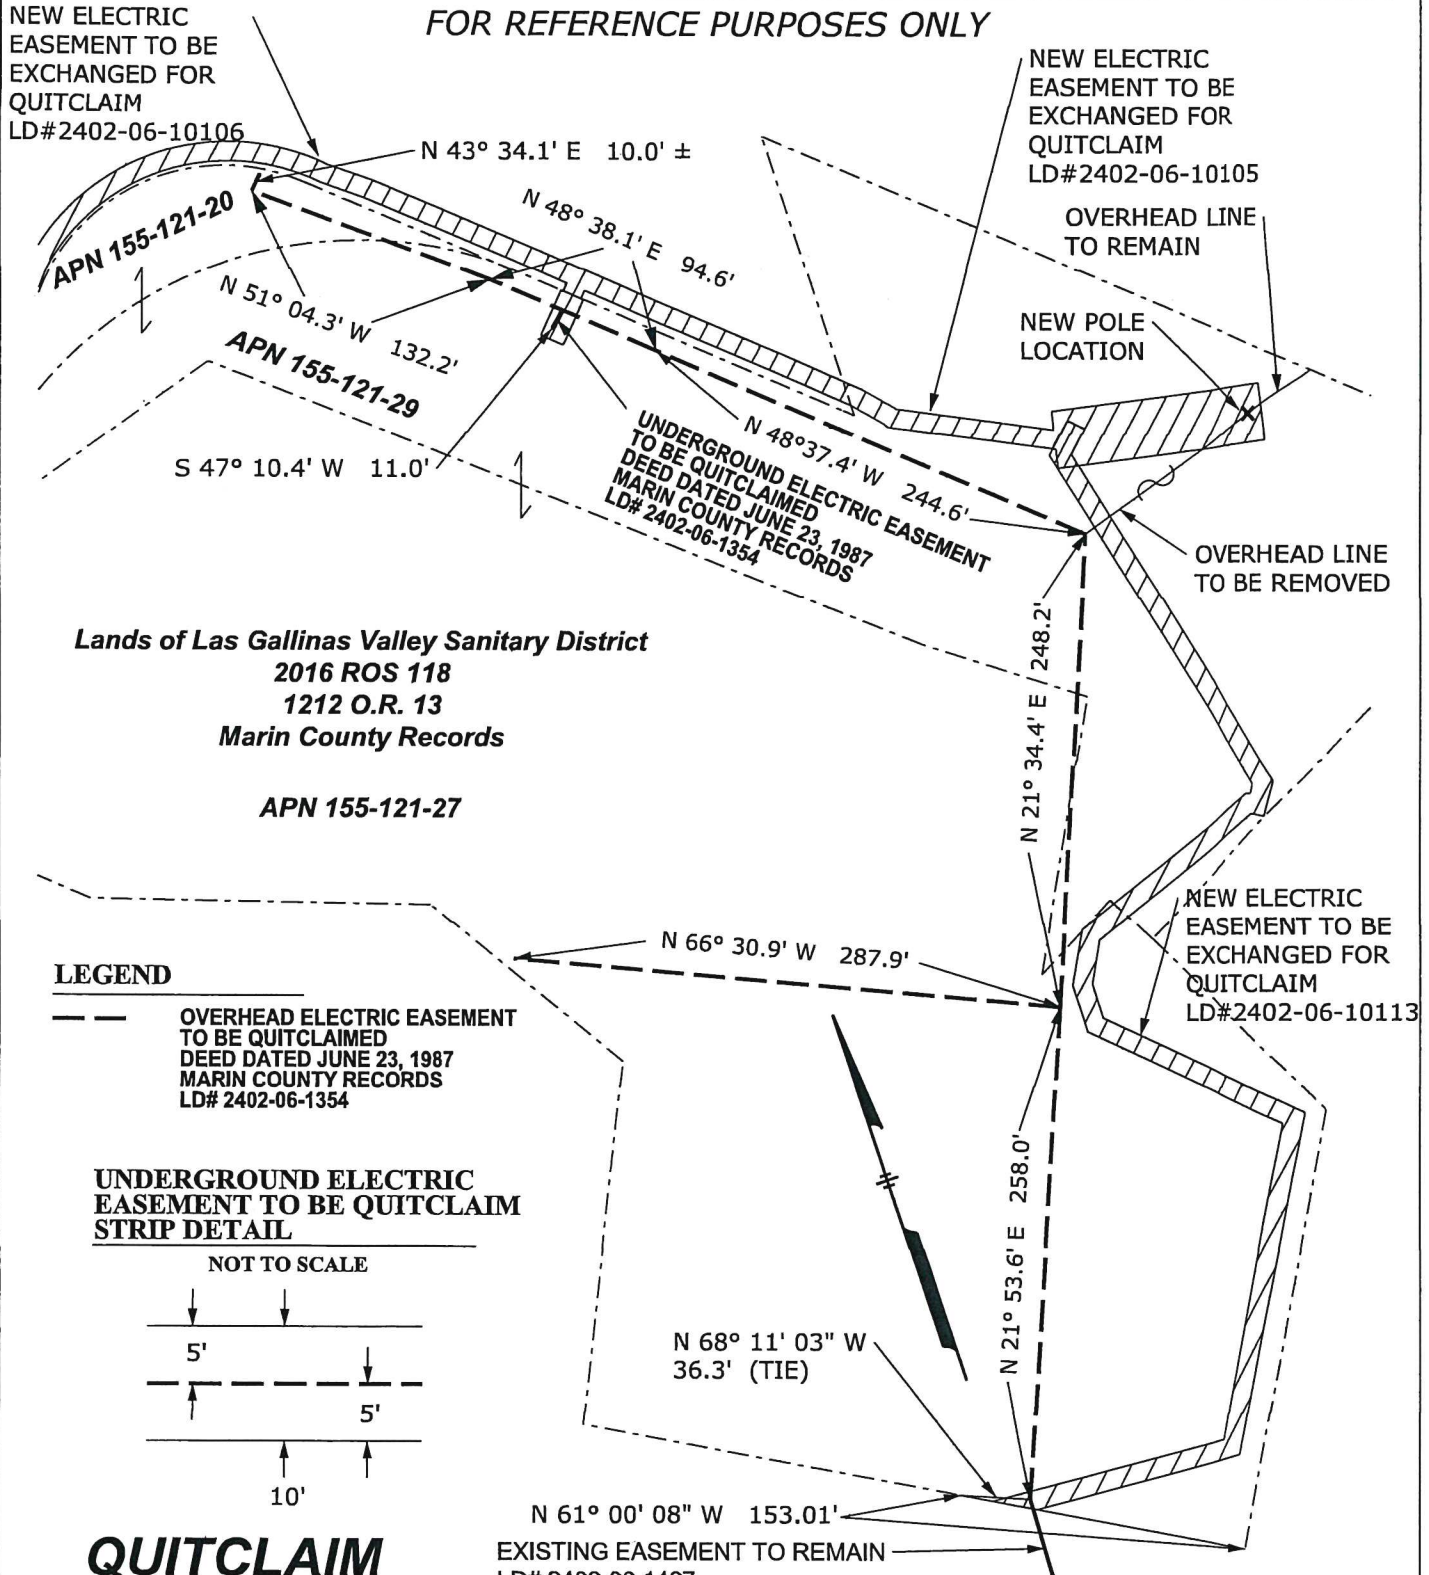 FOR REFERENCE PURPOSES ONLY
NEW ELECTRIC
EASEMENT TO BE
EXCHANGED FOR
QUITCLAIM
LD#2402-06-10106
NEW ELECTRIC
EASEMENT TO BE
EXCHANGED FOR
QUITCLAIM
LD#2402-06-10105
N 43° 34.1' E 10.0' ±
N 48° 38.1' E 94.6'
OVERHEAD LINE
TO REMAIN
APN 155-121-20
N 51° 04.3' W 132.2'
NEW POLE
LOCATION
APN 155-121-29
S 47° 10.4' W 11.0'
N 48°37.4' W 244.6'
UNDERGROUND ELECTRIC EASEMENT
TO BE QUITCLAIMED
DEED DATED JUNE 23, 1987
MARIN COUNTY RECORDS
LD# 2402-06-1354
OVERHEAD LINE
TO BE REMOVED
N 21° 34.4' E 248.2'
Lands of Las Gallinas Valley Sanitary District
2016 ROS 118
1212 O.R. 13
Marin County Records
APN 155-121-27
NEW ELECTRIC
EASEMENT TO BE
EXCHANGED FOR
QUITCLAIM
LD#2402-06-10113
N 66° 30.9' W 287.9'
LEGEND
OVERHEAD ELECTRIC EASEMENT
TO BE QUITCLAIMED
DEED DATED JUNE 23, 1987
MARIN COUNTY RECORDS
LD# 2402-06-1354
N 21° 53.6' E 258.0'
UNDERGROUND ELECTRIC
EASEMENT TO BE QUITCLAIM
STRIP DETAIL
NOT TO SCALE
5'
5'
10'
N 68° 11' 03" W
36.3' (TIE)
N 61° 00' 08" W 153.01'
QUITCLAIM
EXISTING EASEMENT TO REMAIN